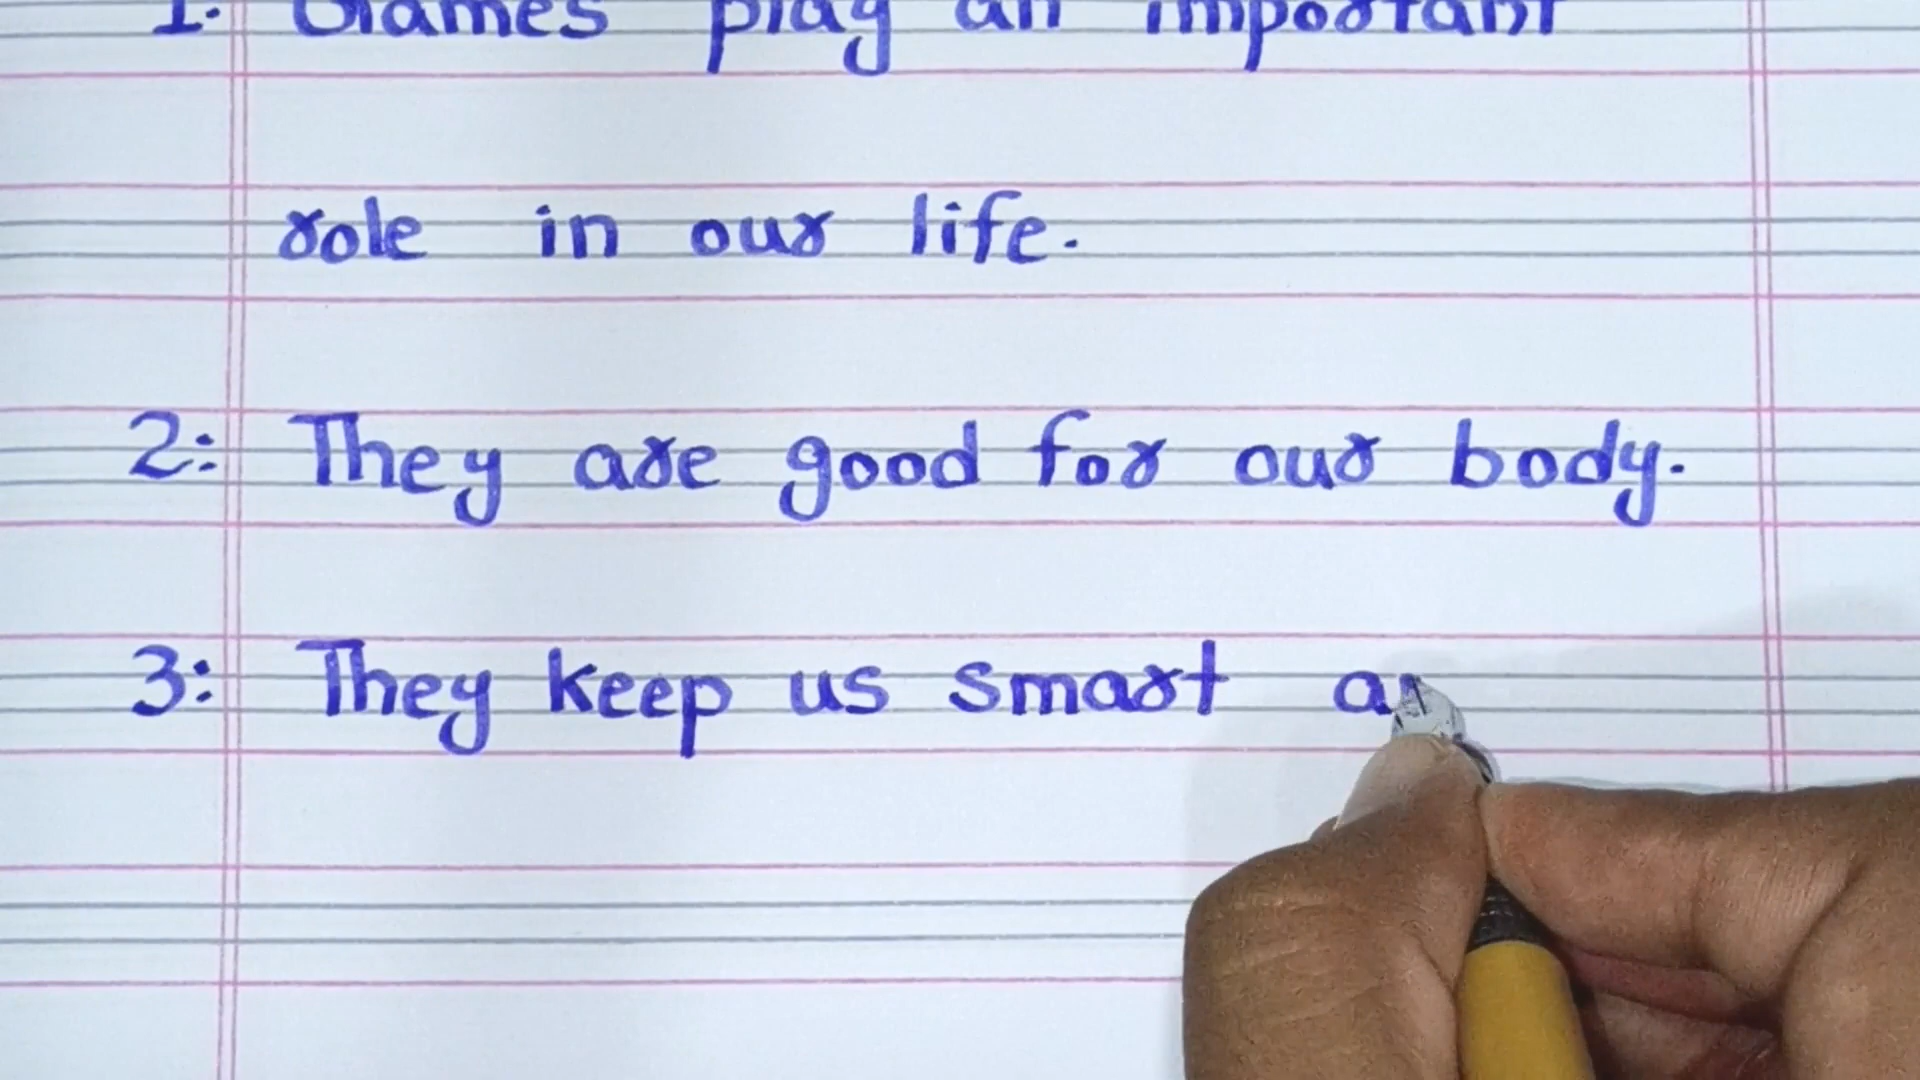 1. Games play an important
role in our life.
2: They are good for our body.
3: They keep us smart